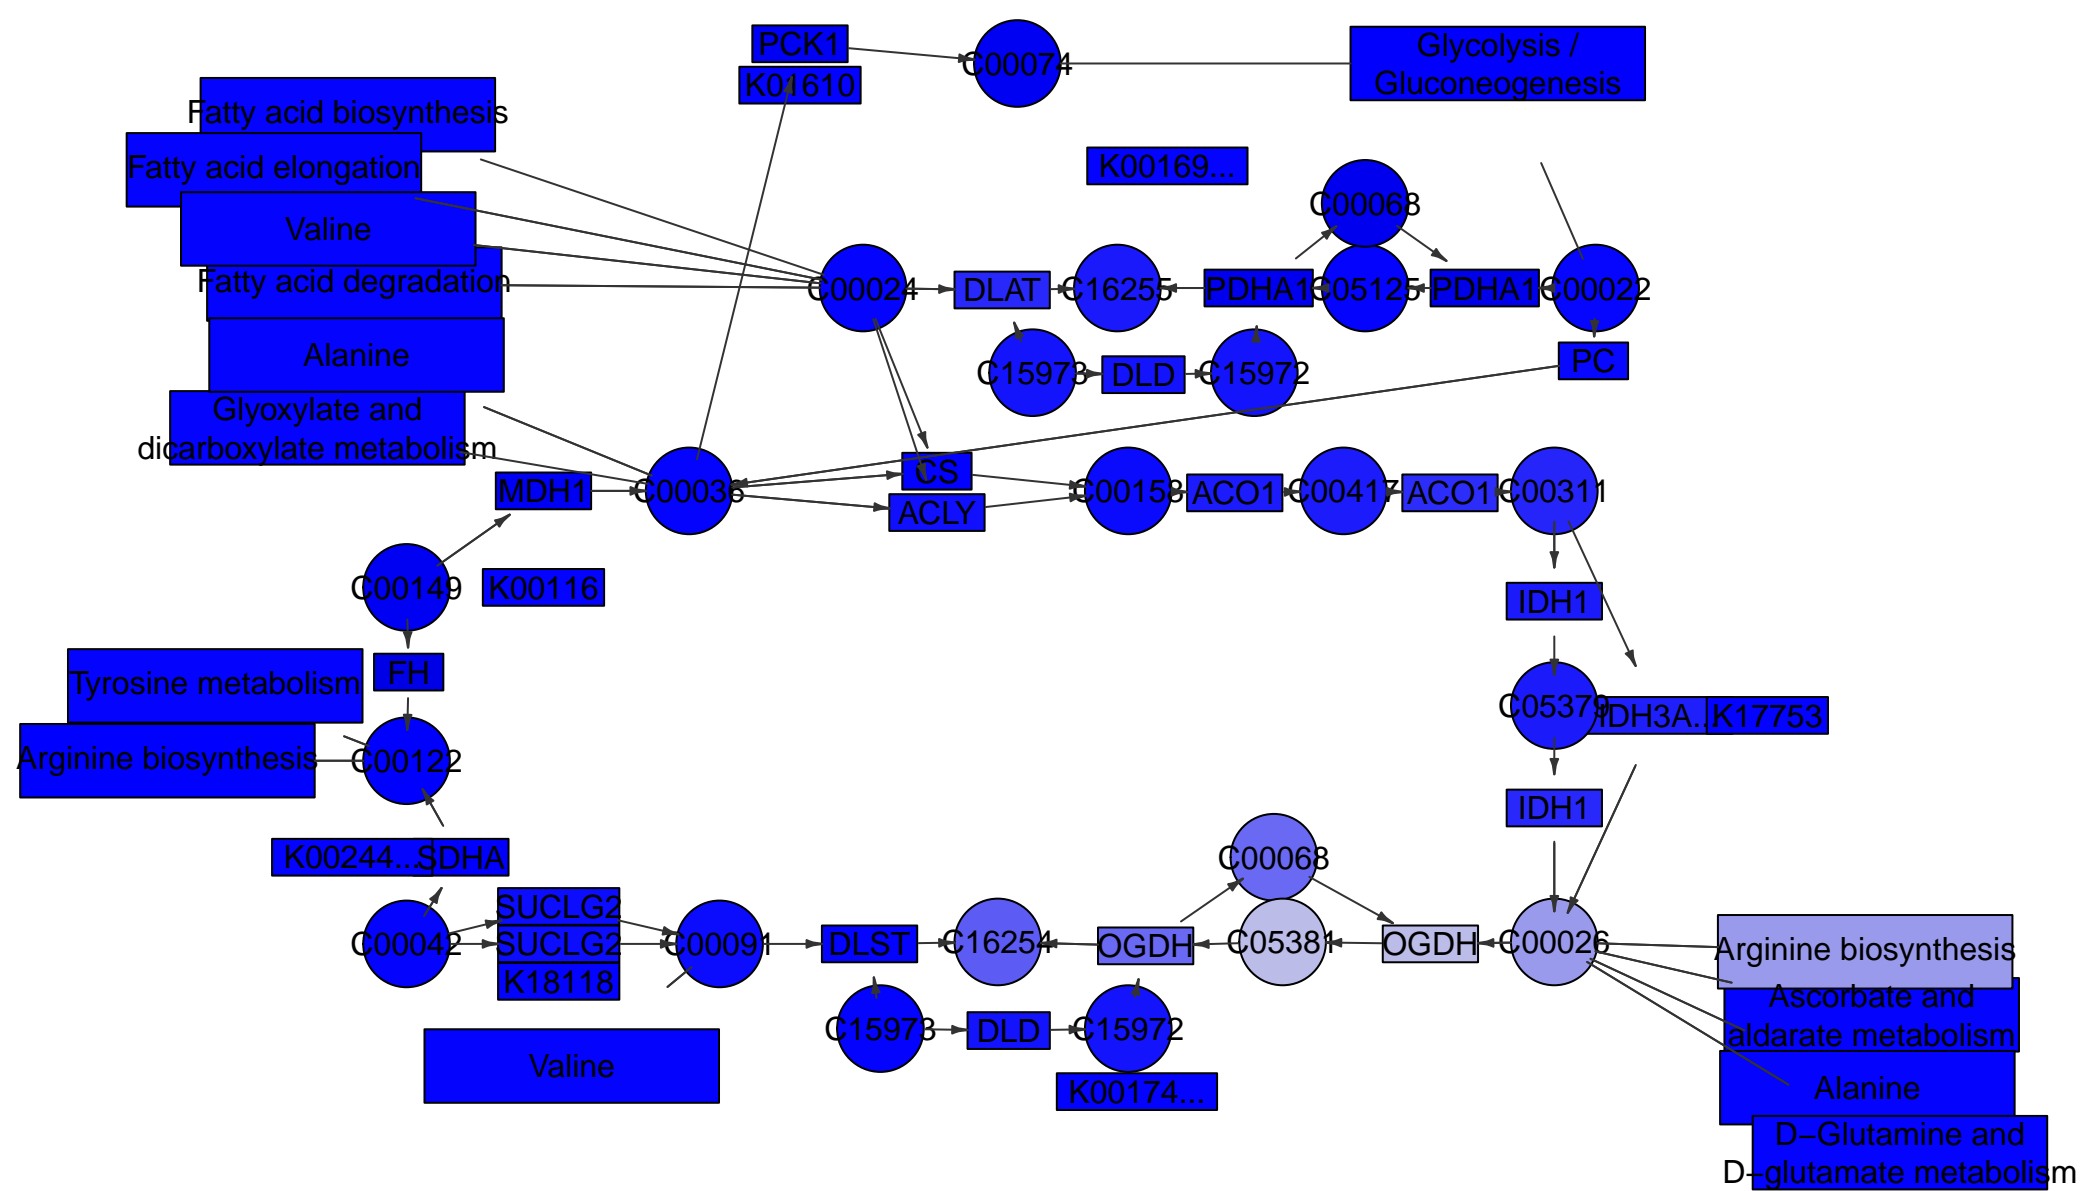 PCK1
C00074
Glycolysis /
Gluconeogenesis
K01610
Fatty acid biosynthesis
Fatty acid elongation
K00169...
C00068
Valine
Fatty acid degradation
C00024
DLAT
C16255
PDHA1
C05125
PDHA1
C00022
Alanine
C15973
DLD
C15972
PC
Glyoxylate and
dicarboxylate metabolism
MDH1
C00036
CS
ACLY
C00158
ACO1
C00417
ACO1
C00311
C00149
K00116
IDH1
Tyrosine metabolism
FH
C05379
IDH3A...
K17753
Arginine biosynthesis
C00122
IDH1
K00244...
SDHA
C00068
SUCLG2
C00042
SUCLG2
C00091
DLST
C16254
OGDH
C05381
OGDH
C00026
Arginine biosynthesis
K18118
Ascorbate and
aldarate metabolism
C15973
DLD
C15972
Valine
K00174...
Alanine
D−Glutamine and
D−glutamate metabolism